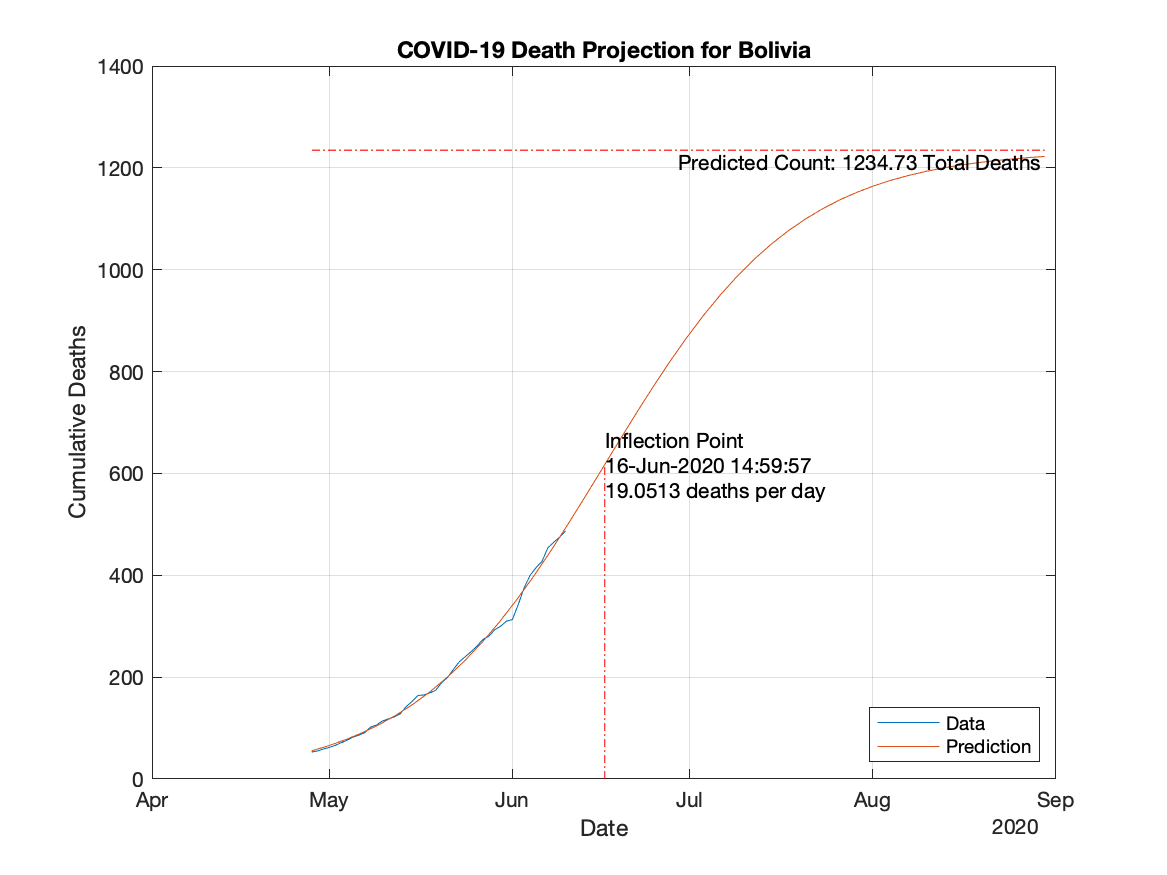 COVID-19 Death Projection for Bolivia
1400
1200
1000
800
600
400
200
0
Cumulative Deaths
Predicted Count: 1234.73 Total Deaths
Inflection Point
16-Jun-2020 14:59:57
19.0513 deaths per day
Data
Prediction
Apr
May
Jun
Jul
Aug
Sep
Date
2020